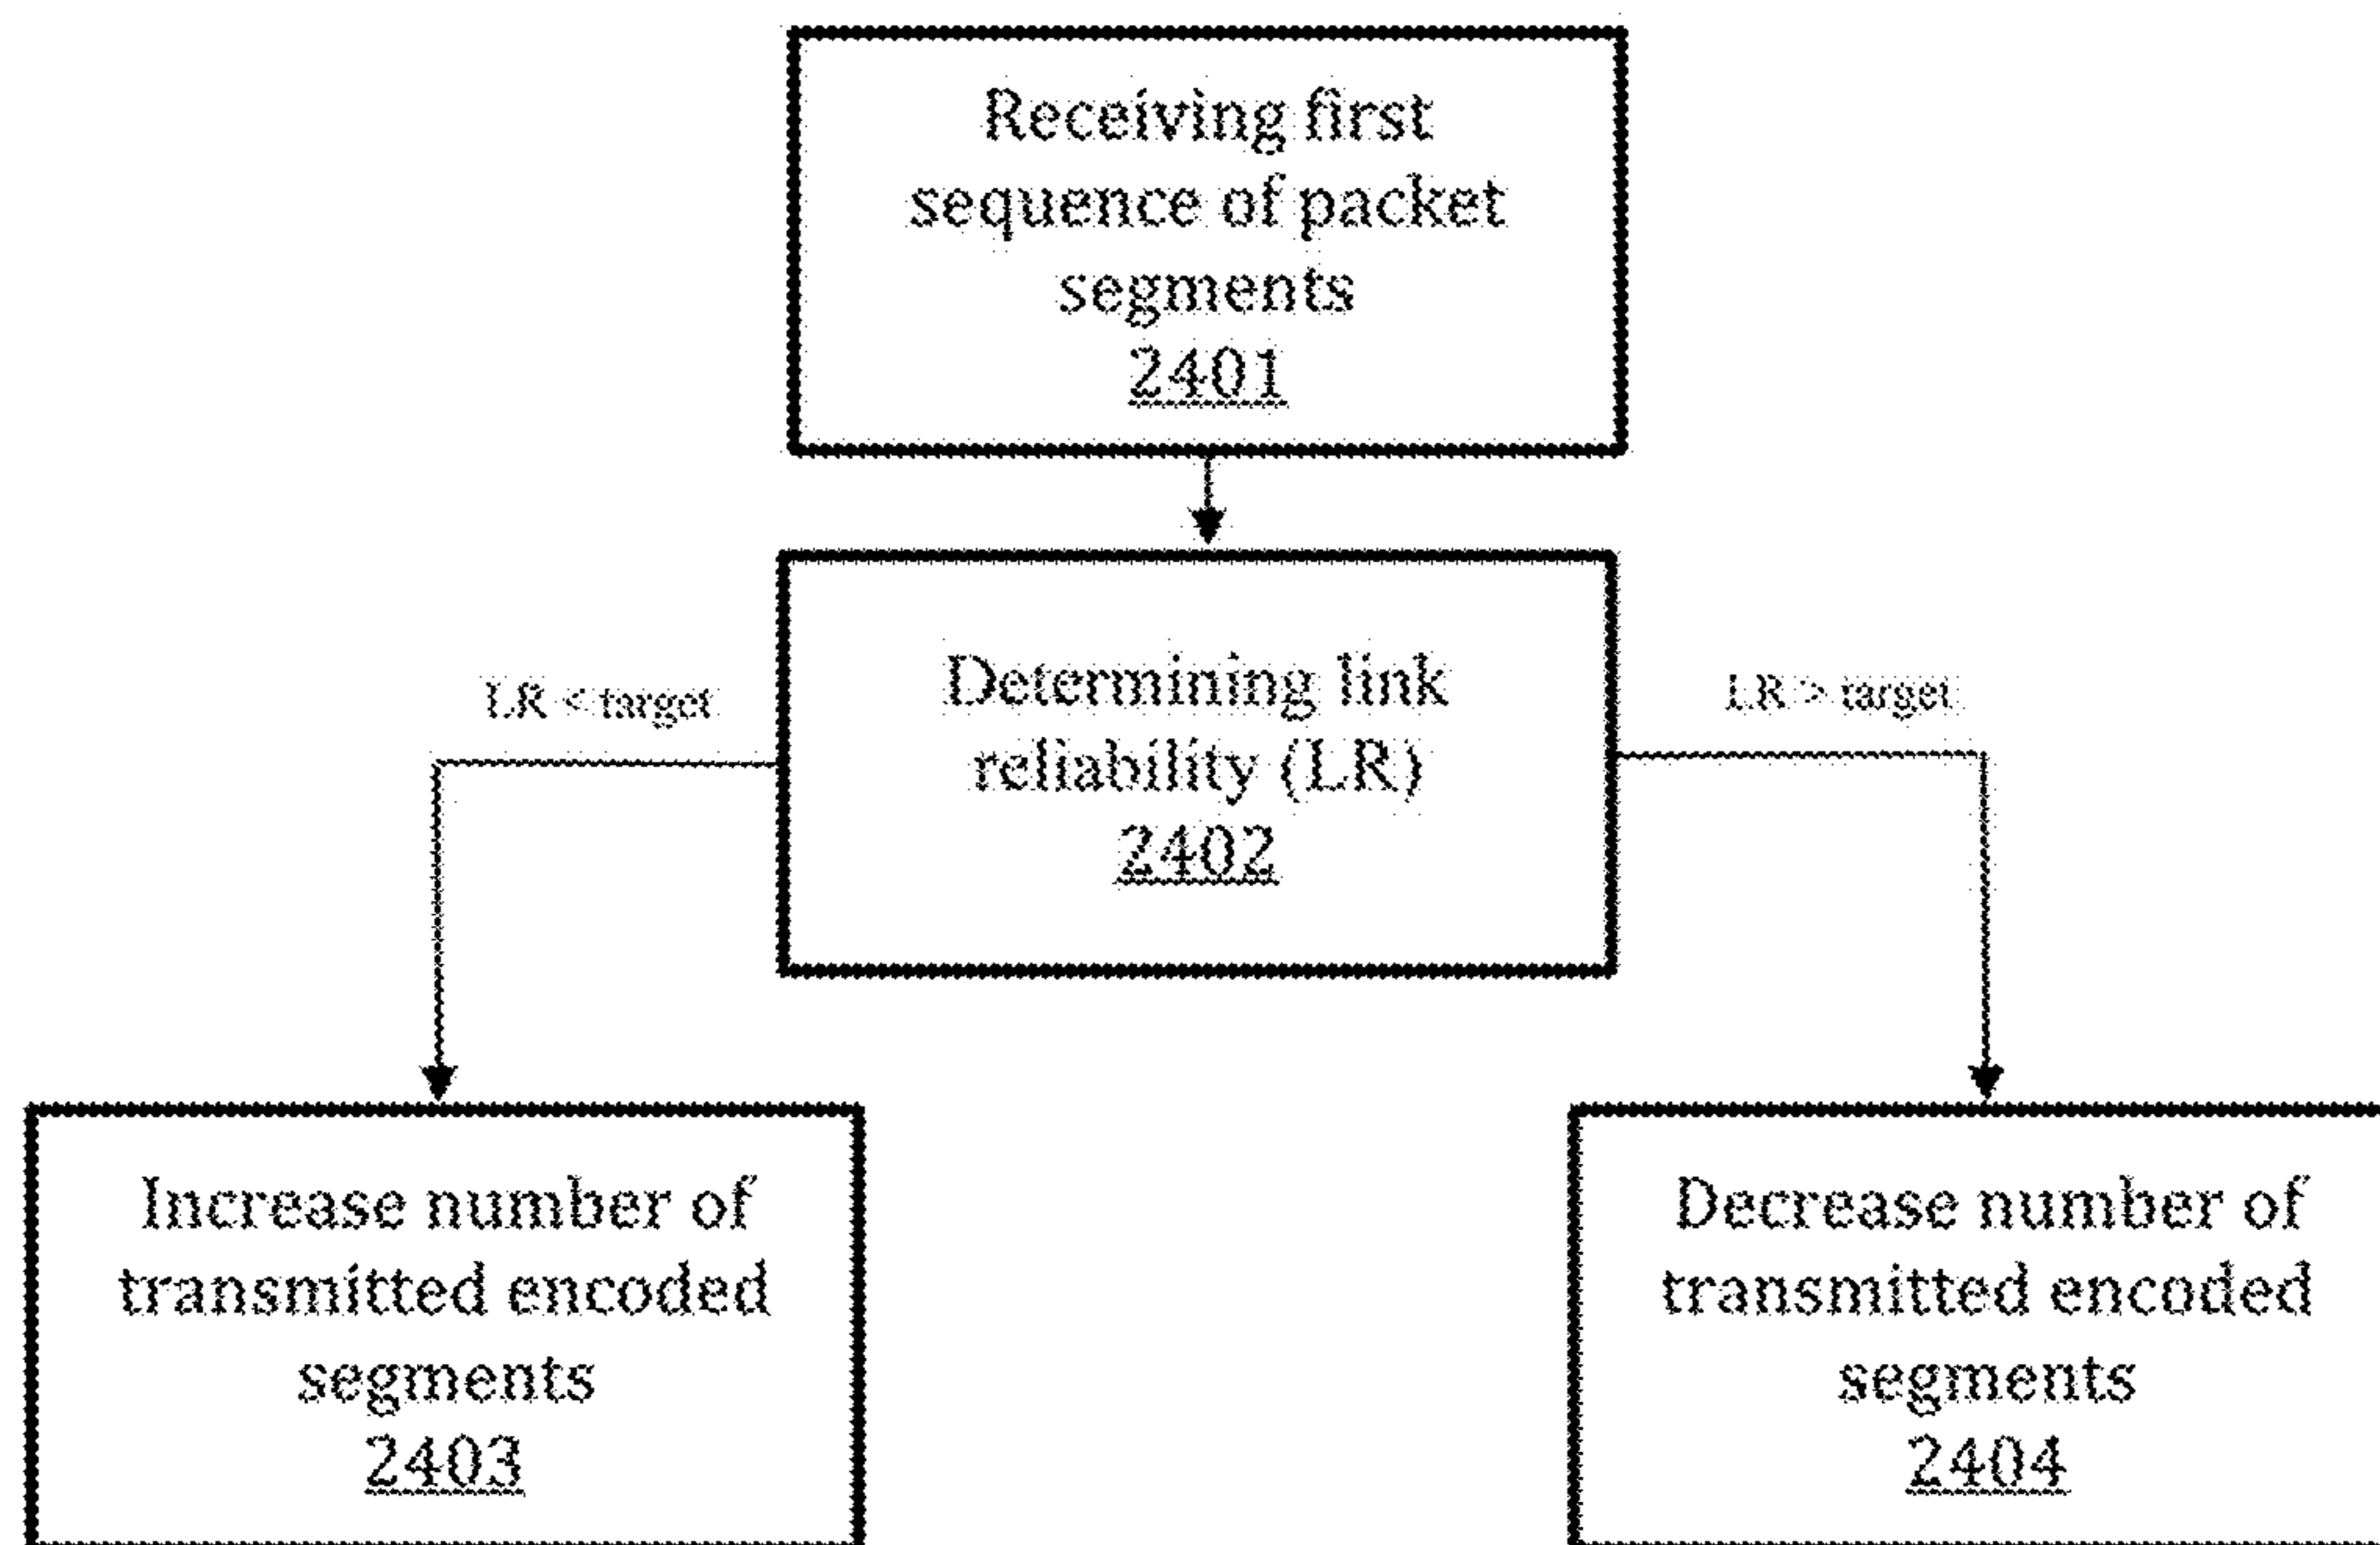 Receiving first
sequence of packet
segments
2401
Determining link
reliability (LR)
2402
LR < target
LR > target
Increase number of
transmitted encoded
segments
2403
Decrease number of
transmitted encoded
segments
2404